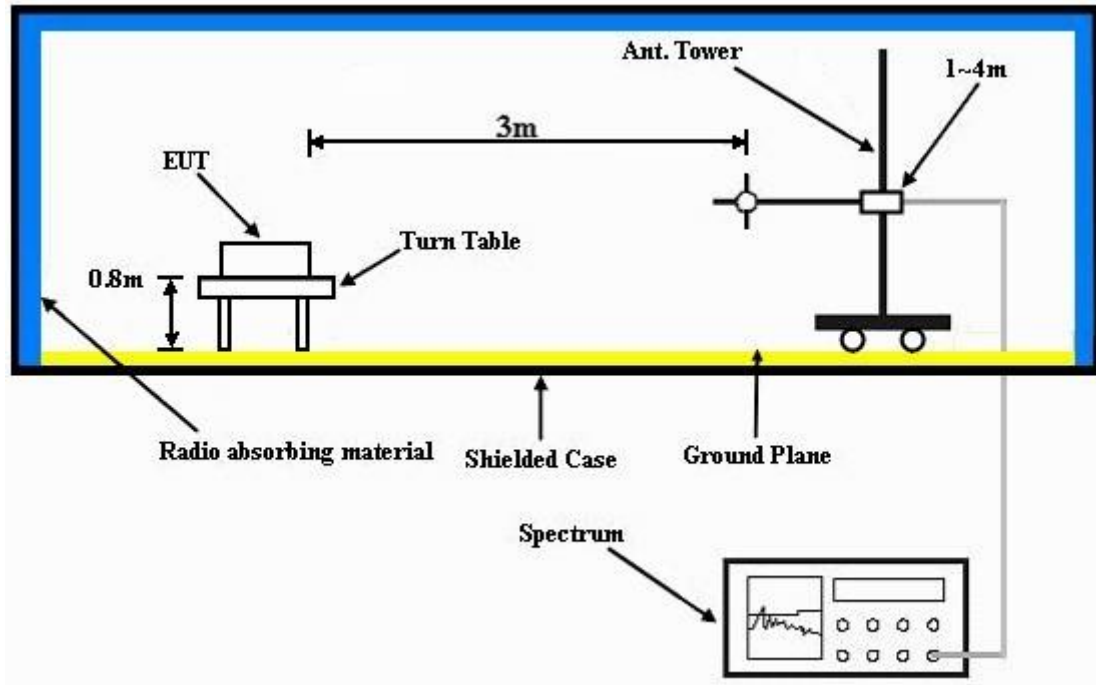 Ant. Tower
1~4m
3m
EUT
Turn Table
0.8m
Radio absorbing material
Shielded Case
Ground Plane
Spectrum